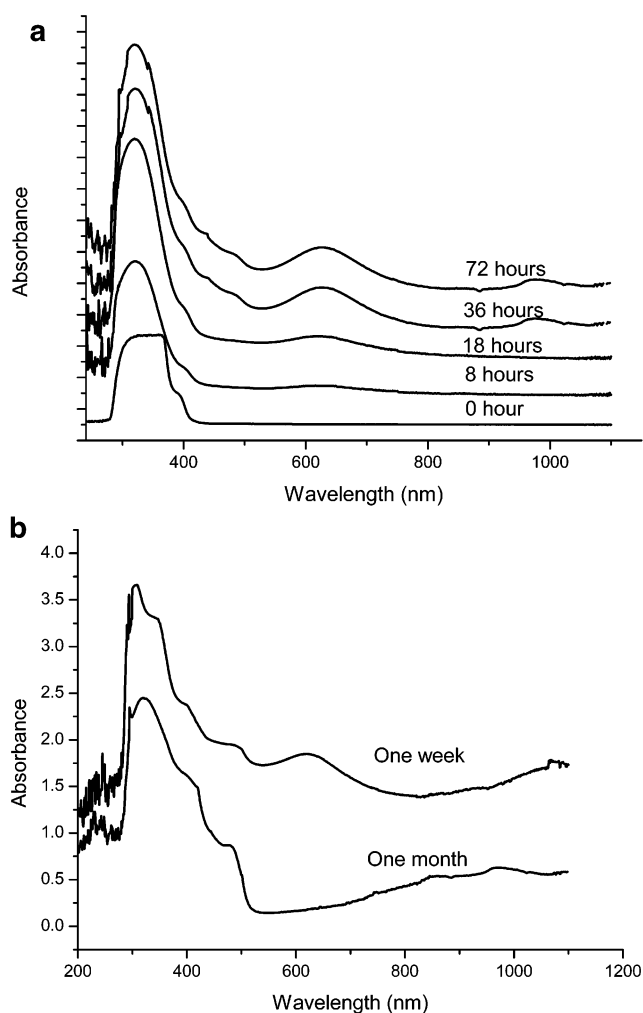 a
Absorbance
72 hours
36 hours
18 hours
8 hours
0 hour
400 600 800 1000
Wavelength (nm)
b
4.0
3.5
3.0
2.5
2.0
1.5
1.0
0.5
0.0
Absorbance
One week
One month
200 400 600 800 1000 1200
Wavelength (nm)